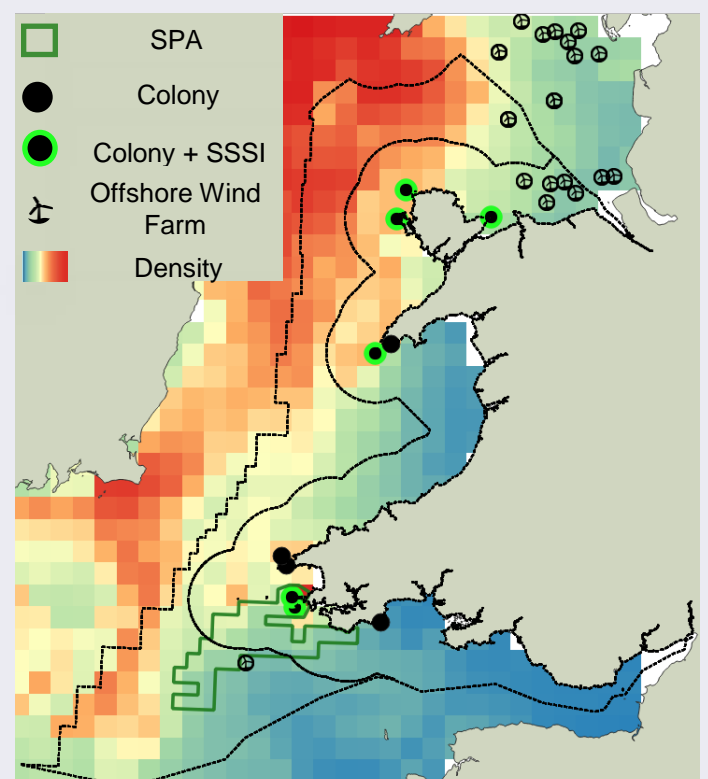 SPA
Colony
Colony + SSSI
Offshore Wind
Farm
Density